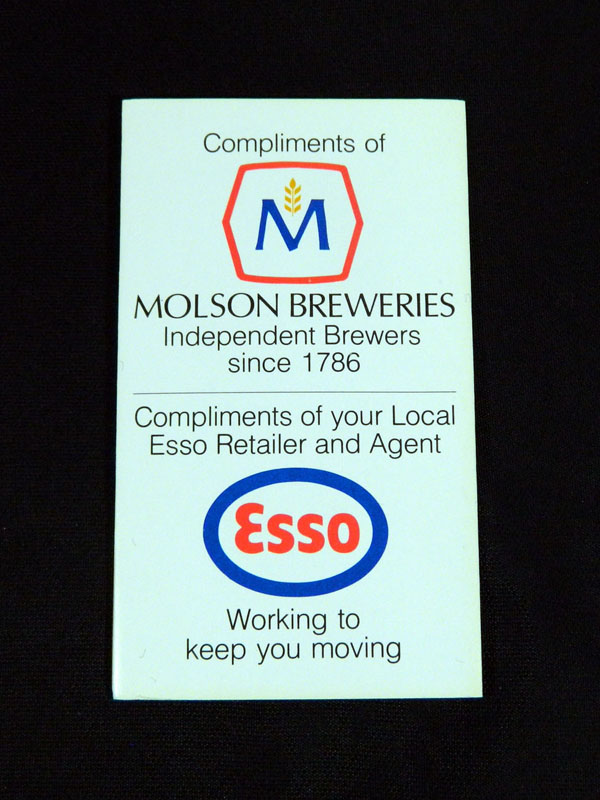 Compliments of
M
MOLSON BREWERIES
Independent Brewers
since 1786
Compliments of your Local
Esso Retailer and Agent
Esso
Working to
keep you moving